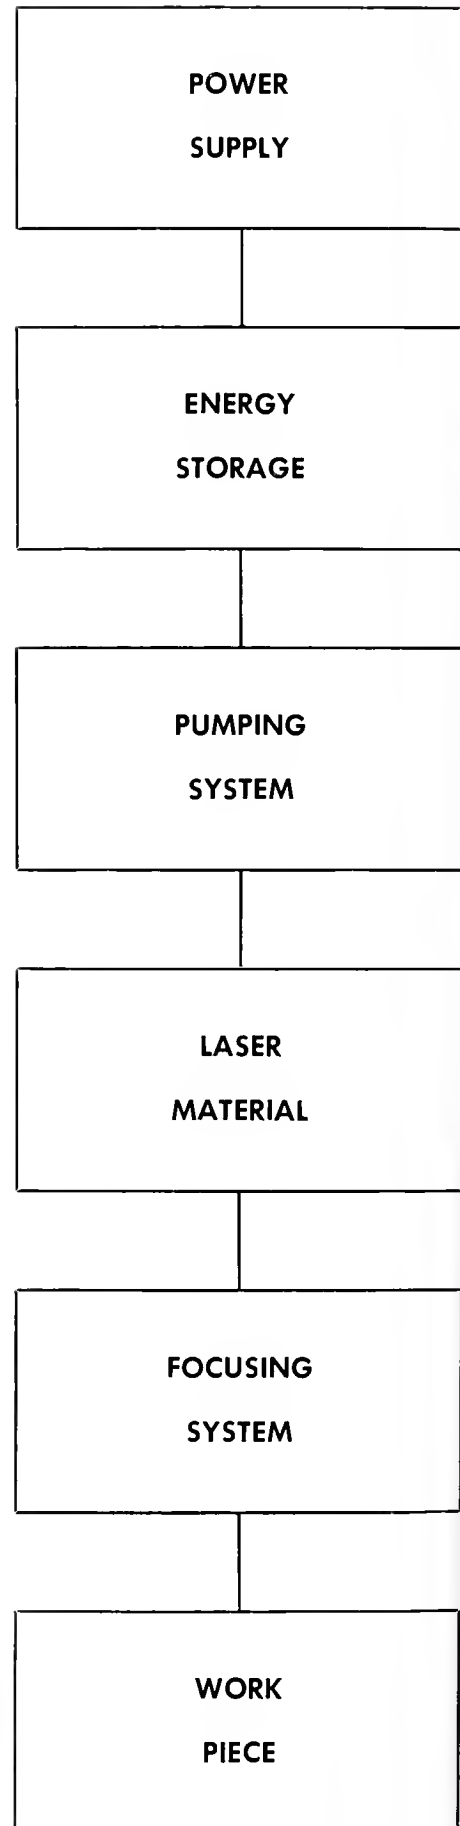 POWER
SUPPLY
ENERGY
STORAGE
PUMPING
SYSTEM
LASER
MATERIAL
FOCUSING
SYSTEM
WORK
PIECE